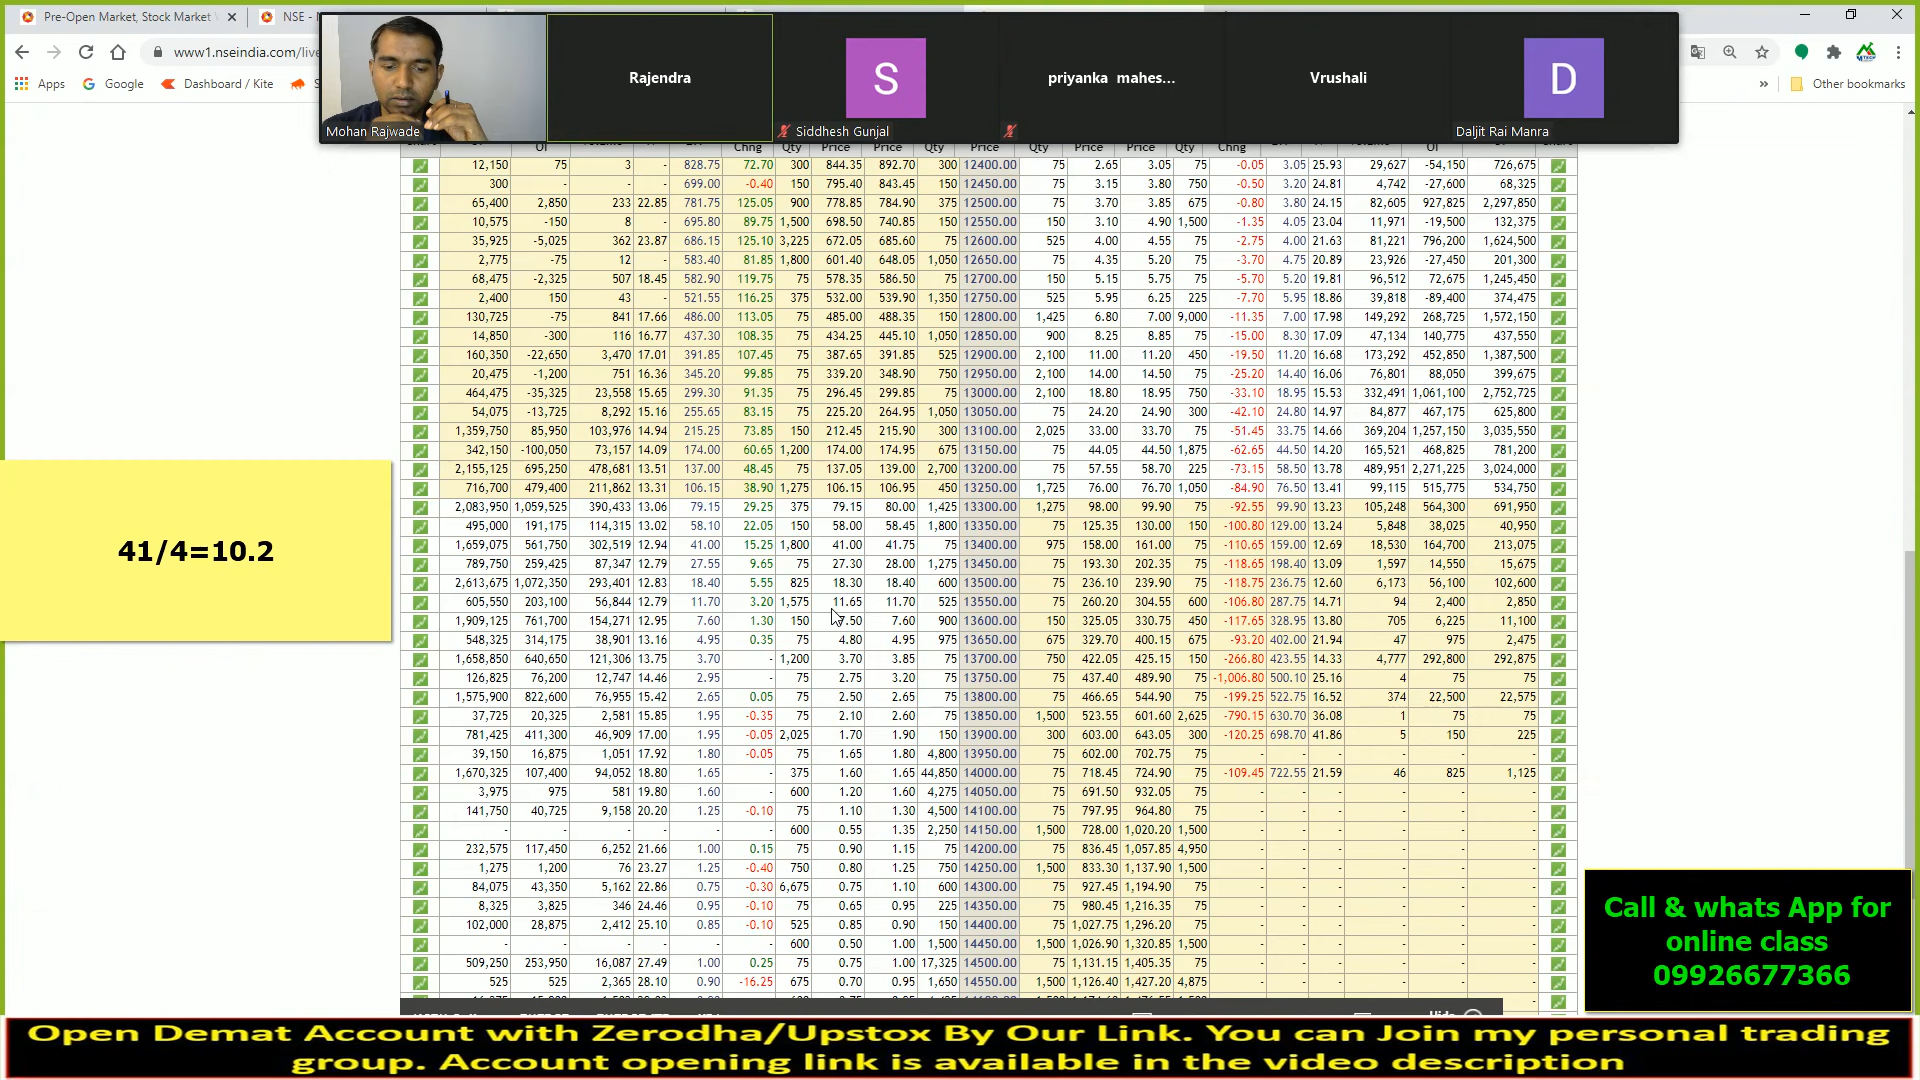 Pre-Open Market, Stock Market
NSE - N
www1.nseindia.com/live
Apps Google Dashboard / Kite Other bookmarks
Mohan Rajwade
Rajendra
S
Siddhesh Gunjal
priyanka mahes...
Vrushali
D
Daljit Rai Manra
OI Chng Qty Price Price Qty Price Qty Price Price Qty Chng OI
12,150 75 3 - 828.75 72.70 300 844.35 892.70 300 12400.00 75 2.65 3.05 75 -0.05 3.05 25.93 29,627 -54,150 726,675
300 - - - 699.00 -0.40 150 795.40 843.45 150 12450.00 75 3.15 3.80 750 -0.50 3.20 24.81 4,742 -27,600 68,325
65,400 2,850 233 22.85 781.75 125.05 900 778.85 784.90 375 12500.00 75 3.70 3.85 675 -0.80 3.80 24.15 82,605 927,825 2,297,850
10,575 -150 8 - 695.80 89.75 1,500 698.50 740.85 150 12550.00 150 3.10 4.90 1,500 -1.35 4.05 23.04 11,971 -19,500 132,375
35,925 -5,025 362 23.87 686.15 125.10 3,225 672.05 685.60 75 12600.00 525 4.00 4.55 75 -2.75 4.00 21.63 81,221 796,200 1,624,500
2,775 -75 12 - 583.40 81.85 1,800 601.40 648.05 1,050 12650.00 75 4.35 5.20 75 -3.70 4.75 20.89 23,926 -27,450 201,300
68,475 -2,325 507 18.45 582.90 119.75 75 578.35 586.50 75 12700.00 150 5.15 5.75 75 -5.70 5.20 19.81 96,512 72,675 1,245,450
2,400 150 43 - 521.55 116.25 375 532.00 539.90 1,350 12750.00 525 5.95 6.25 225 -7.70 5.95 18.86 39,818 -89,400 374,475
130,725 -75 841 17.66 486.00 113.05 75 485.00 488.35 150 12800.00 1,425 6.80 7.00 9,000 -11.35 7.00 17.98 149,292 268,725 1,572,150
14,850 -300 116 16.77 437.30 108.35 75 434.25 445.10 1,050 12850.00 900 8.25 8.85 75 -15.00 8.30 17.09 47,134 140,775 437,550
160,350 -22,650 3,470 17.01 391.85 107.45 75 387.65 391.85 525 12900.00 2,100 11.00 11.20 450 -19.50 11.20 16.68 173,292 452,850 1,387,500
20,475 -1,200 751 16.36 345.20 99.85 75 339.20 348.90 750 12950.00 2,100 14.00 14.50 75 -25.20 14.40 16.06 76,801 88,050 399,675
464,475 -35,325 23,558 15.65 299.30 91.35 75 296.45 299.85 75 13000.00 2,100 18.80 18.95 750 -33.10 18.95 15.53 332,491 1,061,100 2,752,725
54,075 -13,725 8,292 15.16 255.65 83.15 75 225.20 264.95 1,050 13050.00 75 24.20 24.90 300 -42.10 24.80 14.97 84,877 467,175 625,800
1,359,750 85,950 103,976 14.94 215.25 73.85 150 212.45 215.90 300 13100.00 2,025 33.00 33.70 75 -51.45 33.75 14.66 369,204 1,257,150 3,035,550
342,150 -100,050 73,157 14.09 174.00 60.65 1,200 174.00 174.95 675 13150.00 75 44.05 44.50 1,875 -62.65 44.50 14.20 165,521 468,825 781,200
2,155,125 695,250 478,681 13.51 137.00 48.45 75 137.05 139.00 2,700 13200.00 75 57.55 58.70 225 -73.15 58.50 13.78 489,951 2,271,225 3,024,000
716,700 479,400 211,862 13.31 106.15 38.90 1,275 106.15 106.95 450 13250.00 1,725 76.00 76.70 1,050 -84.90 76.50 13.41 99,115 515,775 534,750
2,083,950 1,059,525 390,433 13.06 79.15 29.25 375 79.15 80.00 1,425 13300.00 1,275 98.00 99.90 75 -92.55 99.90 13.23 105,248 564,300 691,950
495,000 191,175 114,315 13.02 58.10 22.05 150 58.00 58.45 1,800 13350.00 75 125.35 130.00 150 -100.80 129.00 13.24 5,848 38,025 40,950
1,659,075 561,750 302,519 12.94 41.00 15.25 1,800 41.00 41.75 75 13400.00 975 158.00 161.00 75 -110.65 159.00 12.69 18,530 164,700 213,075
789,750 259,425 87,347 12.79 27.55 9.65 75 27.30 28.00 1,275 13450.00 75 193.30 202.35 75 -118.65 198.40 13.09 1,597 14,550 15,675
2,613,675 1,072,350 293,401 12.83 18.40 5.55 825 18.30 18.40 600 13500.00 75 236.10 239.90 75 -118.75 236.75 12.60 6,173 56,100 102,600
605,550 203,100 56,844 12.79 11.70 3.20 1,575 11.65 11.70 525 13550.00 75 260.20 304.55 600 -106.80 287.75 14.71 94 2,400 2,850
1,909,125 761,700 154,271 12.95 7.60 1.30 150 7.50 7.60 900 13600.00 150 325.05 330.75 450 -117.65 328.95 13.80 705 6,225 11,100
548,325 314,175 38,901 13.16 4.95 0.35 75 4.80 4.95 975 13650.00 675 329.70 400.15 675 -93.20 402.00 21.94 47 975 2,475
1,658,850 640,650 121,306 13.75 3.70 - 1,200 3.70 3.85 75 13700.00 750 422.05 425.15 150 -266.80 423.55 14.33 4,777 292,800 292,875
126,825 76,200 12,747 14.46 2.95 - 75 2.75 3.20 75 13750.00 75 437.40 489.90 75 -1,006.80 500.10 25.16 4 75 75
1,575,900 822,600 76,955 15.42 2.65 0.05 75 2.50 2.65 75 13800.00 75 466.65 544.90 75 -199.25 522.75 16.52 374 22,500 22,575
37,725 20,325 2,581 15.85 1.95 -0.35 75 2.10 2.60 75 13850.00 1,500 523.55 601.60 2,625 -790.15 630.70 36.08 1 75 75
781,425 411,300 46,909 17.00 1.95 -0.05 2,025 1.70 1.90 150 13900.00 300 603.00 643.05 300 -120.25 698.70 41.86 5 150 225
39,150 16,875 1,051 17.92 1.80 -0.05 75 1.65 1.80 4,800 13950.00 75 602.00 702.75 75 - - - - - -
1,670,325 107,400 94,052 18.80 1.65 - 375 1.60 1.65 44,850 14000.00 75 718.45 724.90 75 -109.45 722.55 21.59 46 825 1,125
3,975 975 581 19.80 1.60 - 600 1.20 1.60 4,275 14050.00 75 691.50 932.05 75 - - - - - -
141,750 40,725 9,158 20.20 1.25 -0.10 75 1.10 1.30 4,500 14100.00 75 797.95 964.80 75 - - - - - -
- - - - - - 600 0.55 1.35 2,250 14150.00 1,500 728.00 1,020.20 1,500 - - - - - -
232,575 117,450 6,252 21.66 1.00 0.15 75 0.90 1.15 75 14200.00 75 836.45 1,057.85 4,950 - - - - - -
1,275 1,200 76 23.27 1.25 -0.40 750 0.80 1.25 750 14250.00 1,500 833.30 1,137.90 1,500 - - - - - -
84,075 43,350 5,162 22.86 0.75 -0.30 6,675 0.75 1.10 600 14300.00 75 927.45 1,194.90 75 - - - - - -
8,325 3,825 346 24.46 0.95 -0.10 75 0.65 0.95 225 14350.00 75 980.45 1,216.35 75 - - - - - -
102,000 28,875 2,412 25.10 0.85 -0.10 525 0.85 0.90 150 14400.00 75 1,027.75 1,296.20 75 - - - - - -
- - - - - - 600 0.50 1.00 1,500 14450.00 1,500 1,026.90 1,320.85 1,500 - - - - - -
509,250 253,950 16,087 27.49 1.00 0.25 75 0.75 1.00 17,325 14500.00 75 1,131.15 1,405.35 75 - - - - - -
525 525 2,365 28.10 0.90 -16.25 675 0.70 0.95 1,650 14550.00 1,500 1,126.40 1,427.20 4,875 - - - - - -
41/4=10.2
Call & whats App for
online class
09926677366
Open Demat Account with Zerodha/Upstox By Our Link. You can Join my personal trading
group. Account opening link is available in the video description